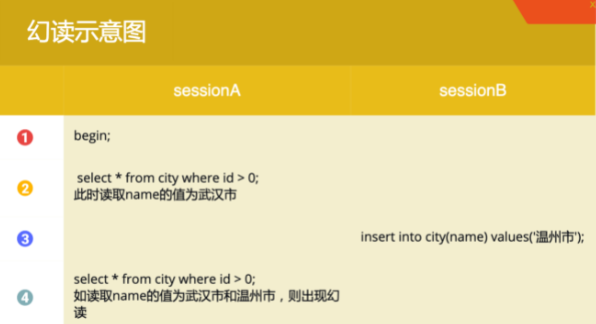 幻读示意图
sessionA sessionB
1 begin;
2 select * from city where id > 0;
此时读取name的值为武汉市
3 insert into city(name) values('温州市');
4 select * from city where id > 0;
如读取name的值为武汉市和温州市，则出现幻
读